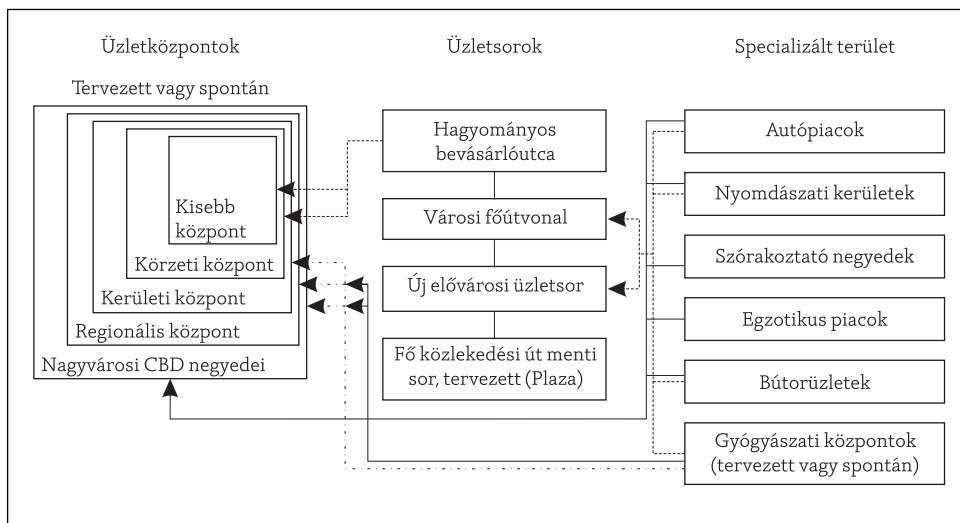 Üzletközpontok
Tervezett vagy spontán
Kisebb
központ
Körzeti központ
Kerületi központ
Regionális központ
Nagyvárosi CBD negyedei
Üzletsorok
Hagyományos
bevásárlóutca
Városi főútvonal
Új elővárosi üzletsor
Fő közlekedési út menti
sor, tervezett (Plaza)
Specializált terület
Autópiacok
Nyomdászati kerületek
Szórakoztató negyedek
Egzotikus piacok
Bútorüzletek
Gyógyászati központok
(tervezett vagy spontán)